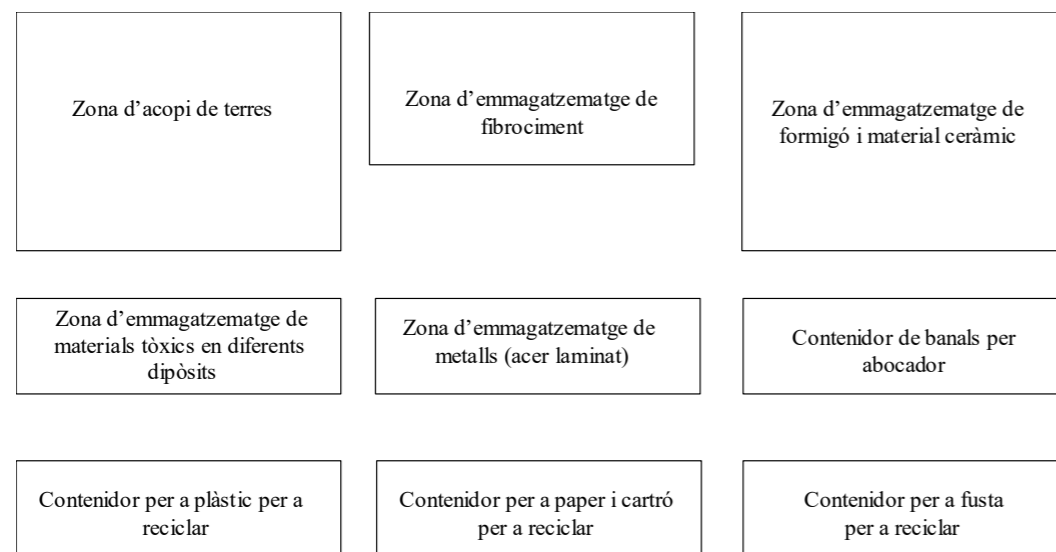 Zona d’acopi de terres
Zona d’emmagatzematge de
fibrociment
Zona d’emmagatzematge de
formigó i material ceràmic
Zona d’emmagatzematge de
materials tòxics en diferents
dipòsits
Zona d’emmagatzematge de
metalls (acer laminat)
Contenidor de banals per
abocador
Contenidor per a plàstic per a
reciclar
Contenidor per a paper i cartró
per a reciclar
Contenidor per a fusta
per a reciclar